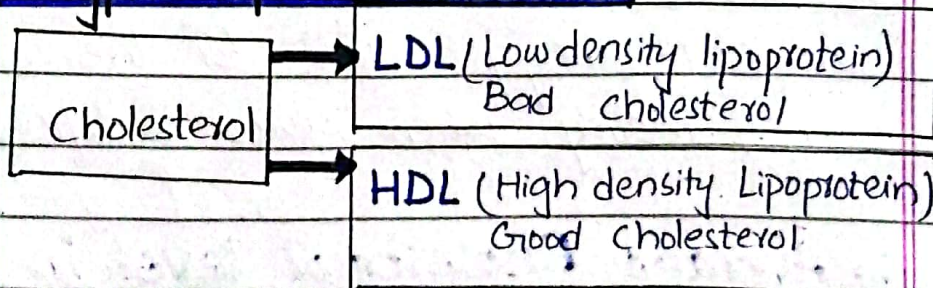 Cholesterol
LDL (Low density lipoprotein)
Bad Cholesterol
HDL (High density Lipoprotein)
Good Cholesterol